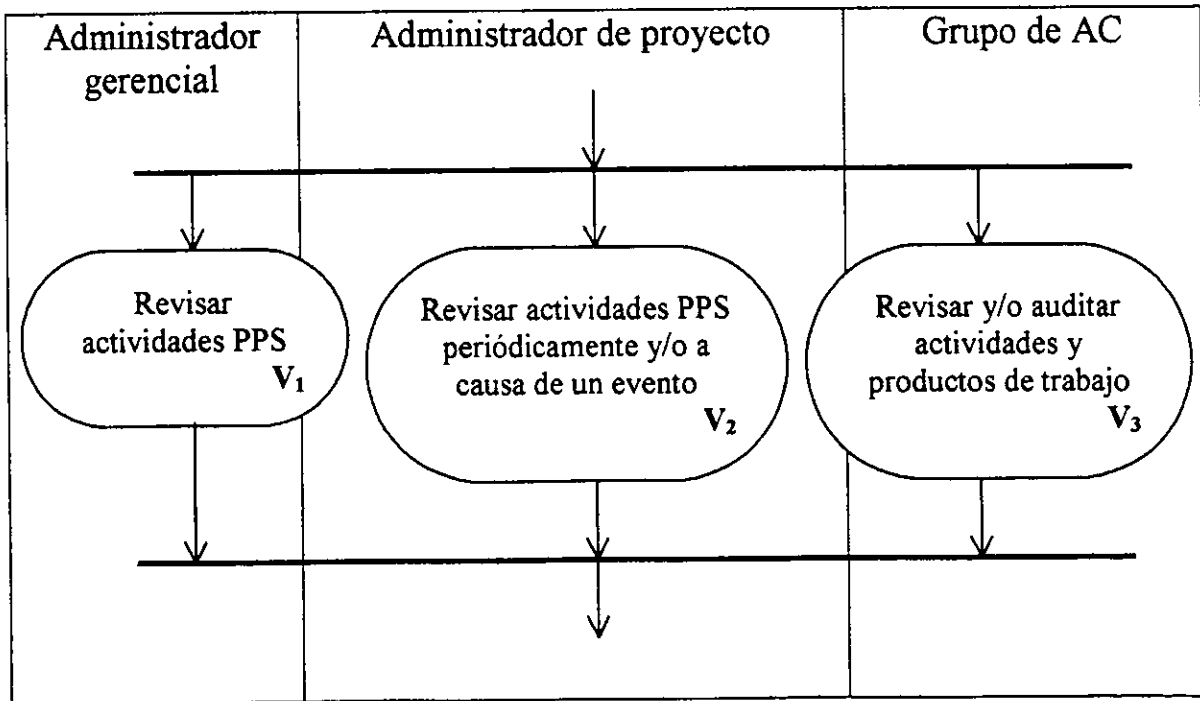 Administrador
gerencial
Administrador de proyecto
Grupo de AC
Revisar
actividades PPS
V₁
Revisar actividades PPS
periódicamente y/o a
causa de un evento
V₂
Revisar y/o auditar
actividades y
productos de trabajo
V₃